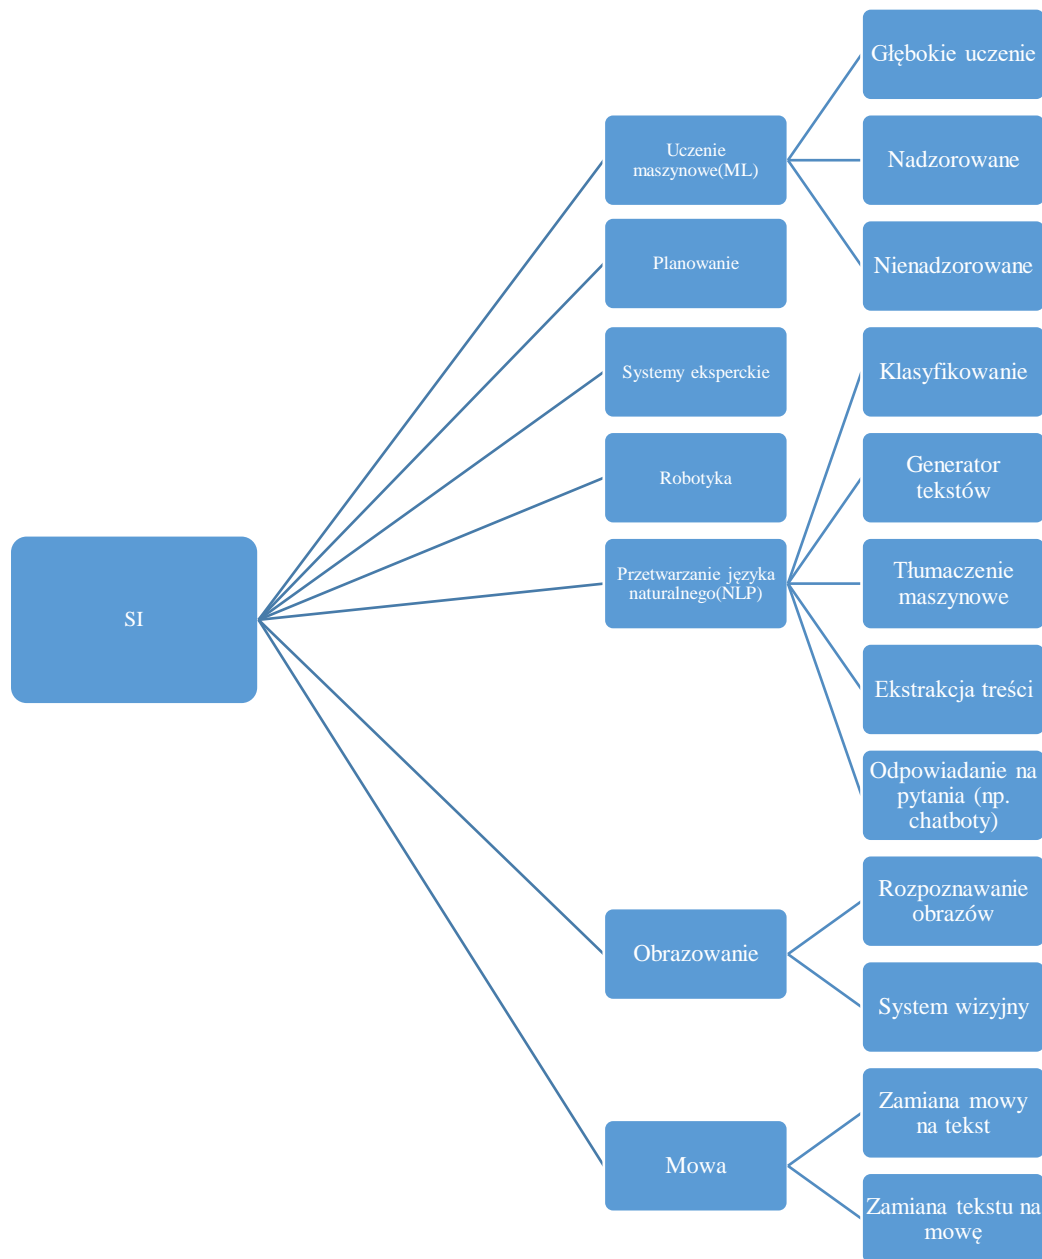 SI
Uczenie
maszynowe(ML)
Głębokie uczenie
Nadzorowane
Nienadzorowane
Planowanie
Systemy eksperckie
Robotyka
Przetwarzanie języka
naturalnego(NLP)
Klasyfikowanie
Generator
tekstów
Tłumaczenie
maszynowe
Ekstrakcja treści
Odpowiadanie na
pytania (np.
chatboty)
Obrazowanie
Rozpoznawanie
obrazów
System wizyjny
Mowa
Zamiana mowy
na tekst
Zamiana tekstu na
mowę